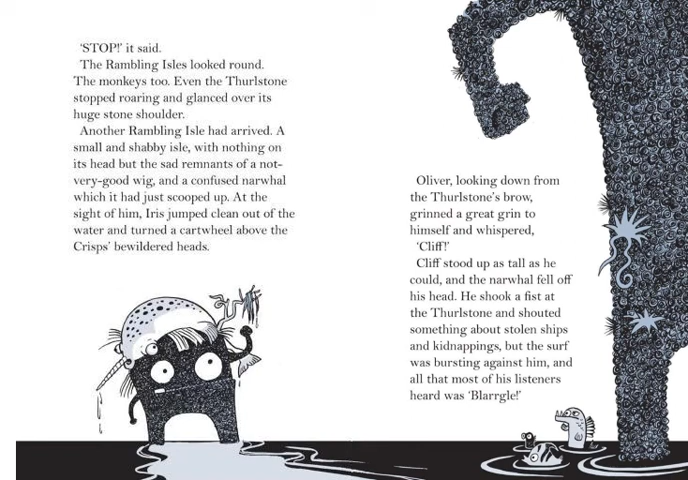 ‘STOP!’ it said.
The Rambling Isles looked round.
The monkeys too. Even the Thurlstone
stopped roaring and glanced over its
huge stone shoulder.
Another Rambling Isle had arrived. A
small and shabby isle, with nothing on
its head but the sad remnants of a not-
very-good wig, and a confused narwhal
which it had just scooped up. At the
sight of him, Iris jumped clean out of the
water and turned a cartwheel above the
Crisps’ bewildered heads.
Oliver, looking down from
the Thurlstone’s brow,
grinned a great grin to
himself and whispered,
‘Cliff!’
Cliff stood up as tall as he
could, and the narwhal fell off
his head. He shook a fist at
the Thurlstone and shouted
something about stolen ships
and kidnappings, but the surf
was bursting against him, and
all that most of his listeners
heard was ‘Blarrgle!’